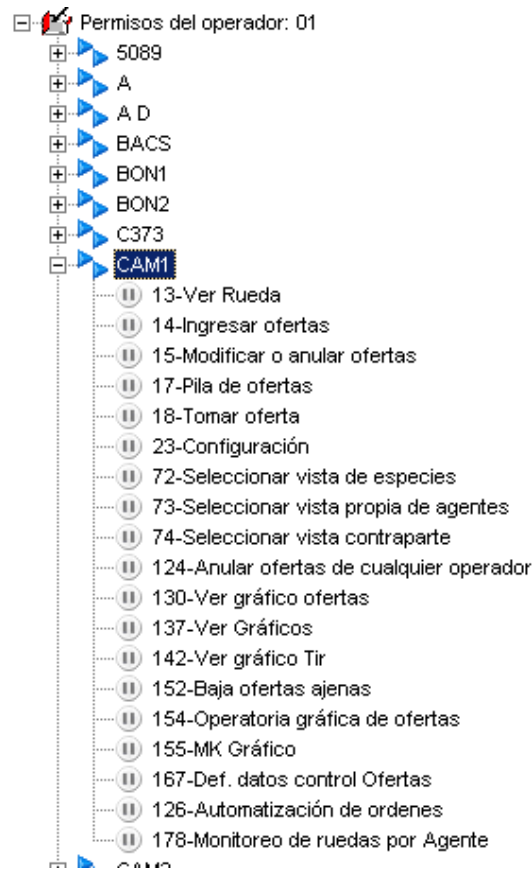 Permisos del operador: 01
5089
A
A D
BACS
BON1
BON2
C373
CAM1
13-Ver Rueda
14-Ingresar ofertas
15-Modificar o anular ofertas
17-Pila de ofertas
18-Tomar oferta
23-Configuración
72-Seleccionar vista de especies
73-Seleccionar vista propia de agentes
74-Seleccionar vista contraparte
124-Anular ofertas de cualquier operador
130-Ver gráfico ofertas
137-Ver Gráficos
142-Ver gráfico Tir
152-Baja ofertas ajenas
154-Operatoria gráfica de ofertas
155-MK Gráfico
167-Def. datos control Ofertas
126-Automatización de ordenes
178-Monitoreo de ruedas por Agente